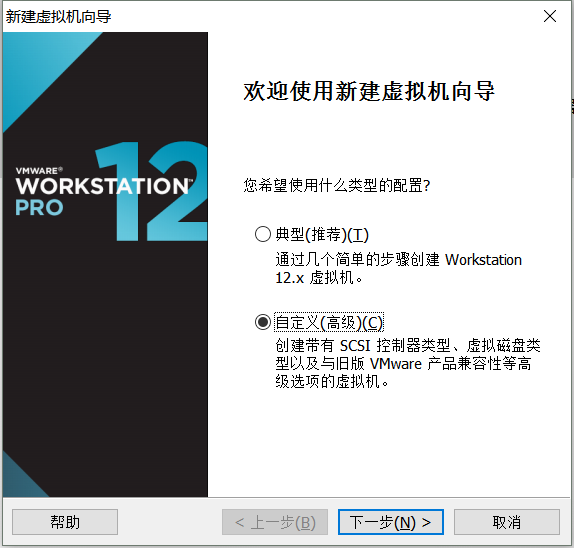 新建虚拟机向导
VMWARE®
WORKSTATION™
PRO
12
欢迎使用新建虚拟机向导
您希望使用什么类型的配置?
典型(推荐)(T)
通过几个简单的步骤创建 Workstation
12.x 虚拟机。
自定义(高级)(C)
创建带有 SCSI 控制器类型、虚拟磁盘类
型以及与旧版 VMware 产品兼容性等高
级选项的虚拟机。
帮助
< 上一步(B)
下一步(N) >
取消